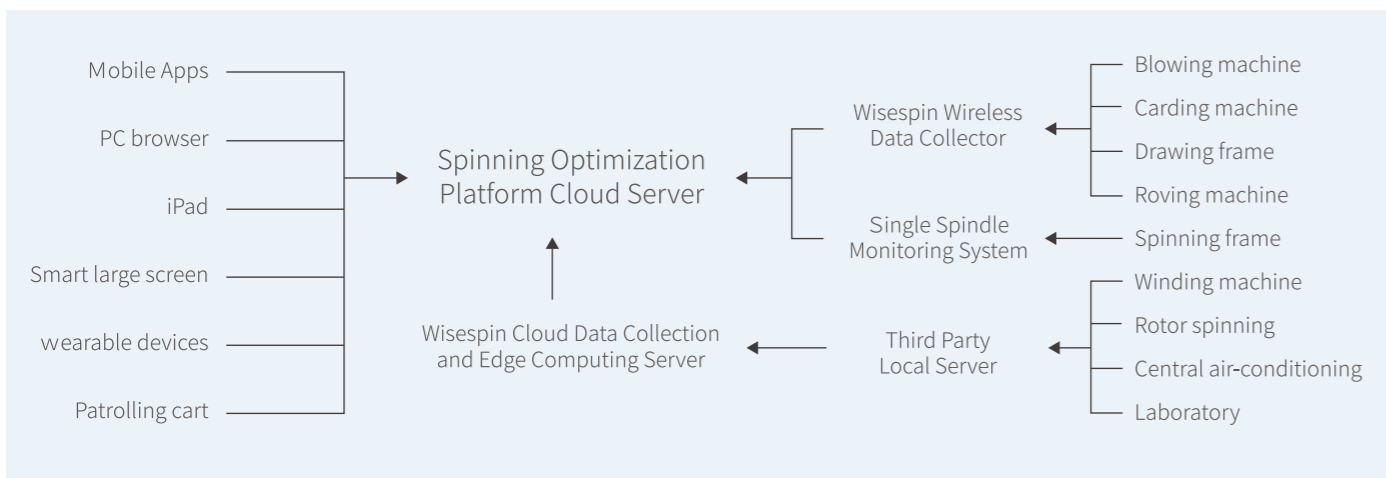 Mobile Apps
PC browser
iPad
Smart large screen
wearable devices
Patrolling cart
Spinning Optimization
Platform Cloud Server
Wisespin Cloud Data Collection
and Edge Computing Server
Wisespin Wireless
Data Collector
Single Spindle
Monitoring System
Third Party
Local Server
Blowing machine
Carding machine
Drawing frame
Roving machine
Spinning frame
Winding machine
Rotor spinning
Central air-conditioning
Laboratory